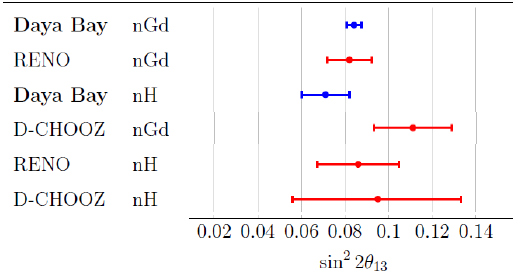 Daya Bay nGd
RENO nGd
Daya Bay nH
D-CHOOZ nGd
RENO nH
D-CHOOZ nH
0.02 0.04 0.06 0.08 0.1 0.12 0.14
sin² 2θ₁₃